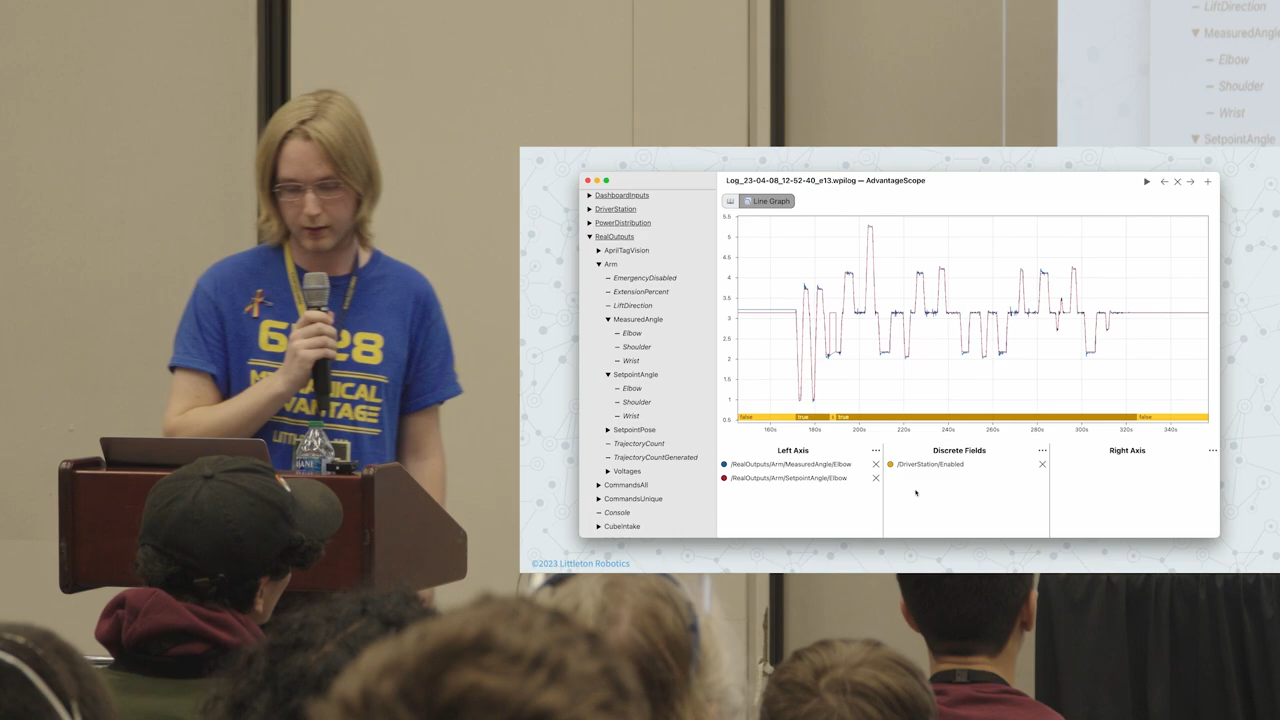 LiftDirection
MeasuredAngle
Elbow
Shoulder
Wrist
SetpointAngle
6328
MECHANICAL
ADVANTAGE
Log_23-04-08_12-52-40_e13.wpilog — AdvantageScope
Line Graph
DashboardInputs
DriverStation
PowerDistribution
RealOutputs
AprilTagVision
Arm
EmergencyDisabled
ExtensionPercent
LiftDirection
MeasuredAngle
Elbow
Shoulder
Wrist
SetpointAngle
Elbow
Shoulder
Wrist
SetpointPose
TrajectoryCount
TrajectoryCountGenerated
Voltages
CommandsAll
CommandsUnique
Console
CubeIntake
5.5
5
4.5
4
3.5
3
2.5
2
1.5
1
0.5
false true true false
160s 180s 200s 220s 240s 260s 280s 300s 320s 340s
Left Axis
/RealOutputs/Arm/MeasuredAngle/Elbow
/RealOutputs/Arm/SetpointAngle/Elbow
Discrete Fields
/DriverStation/Enabled
Right Axis
©2023 Littleton Robotics